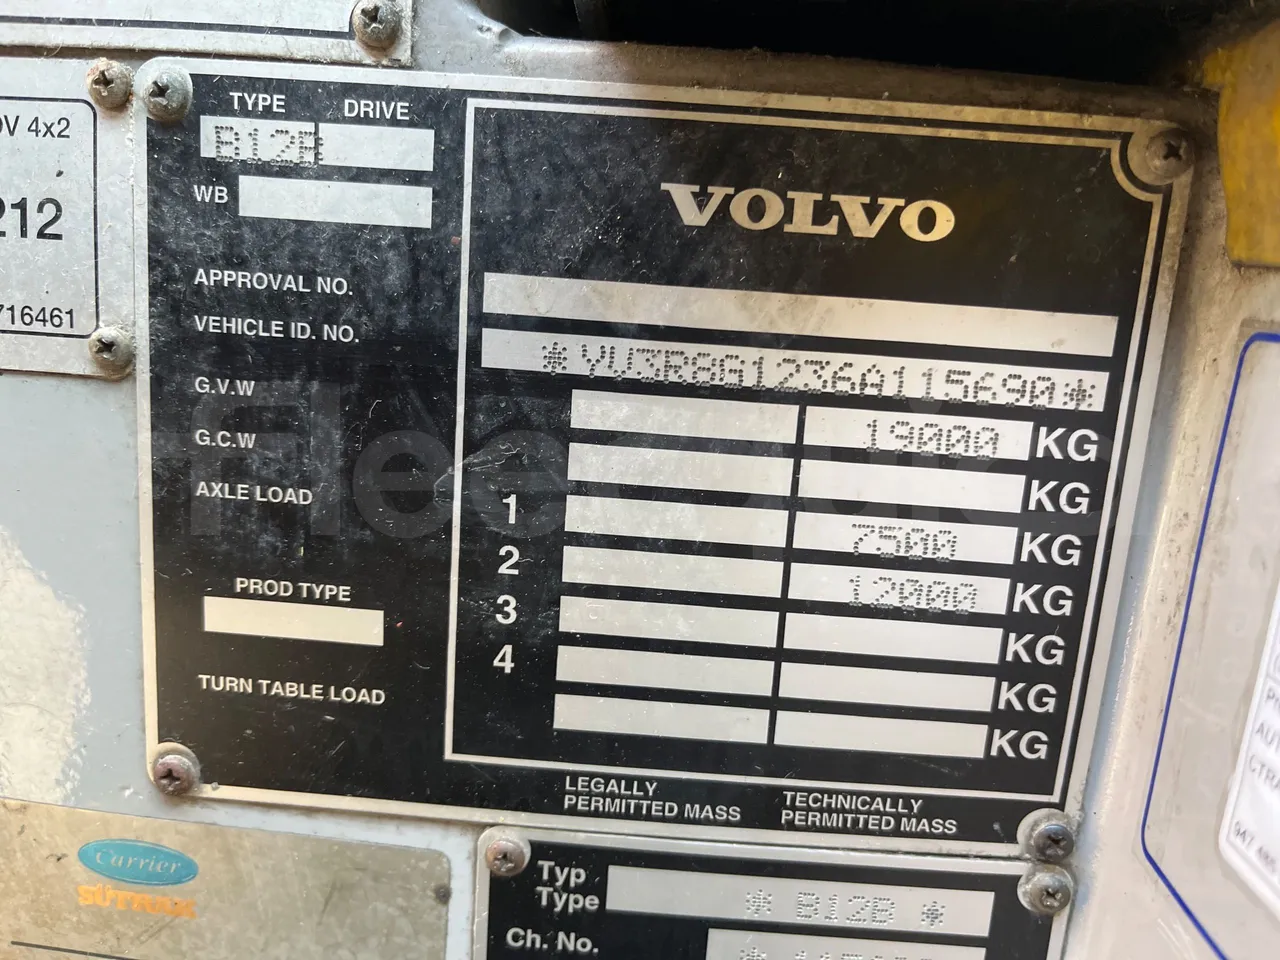 TYPE DRIVE
B12B
WB
VOLVO
APPROVAL NO.
VEHICLE ID. NO. *YV3R8G1236A115690*
G.V.W 19000 KG
G.C.W KG
AXLE LOAD
1 7500 KG
2 12000 KG
3 KG
4 KG
PROD TYPE
TURN TABLE LOAD KG
LEGALLY
PERMITTED MASS
TECHNICALLY
PERMITTED MASS
4x2
212
716461
Carrier
SÜTRAK
Typ
Type * B12B *
Ch. No.
Fleequid